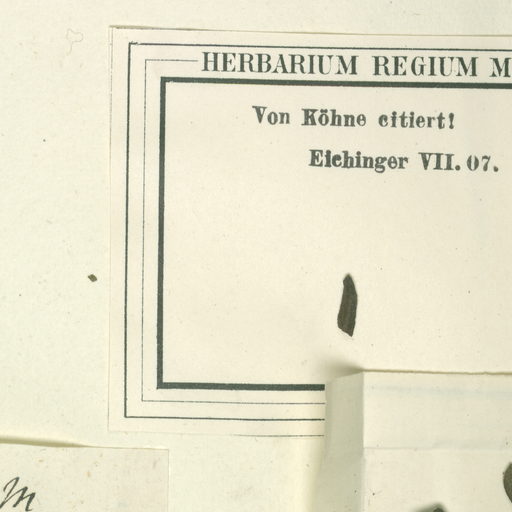 HERBARIUM REGIUM M
Von Köhne citiert!
Eichinger VII. 07.
m